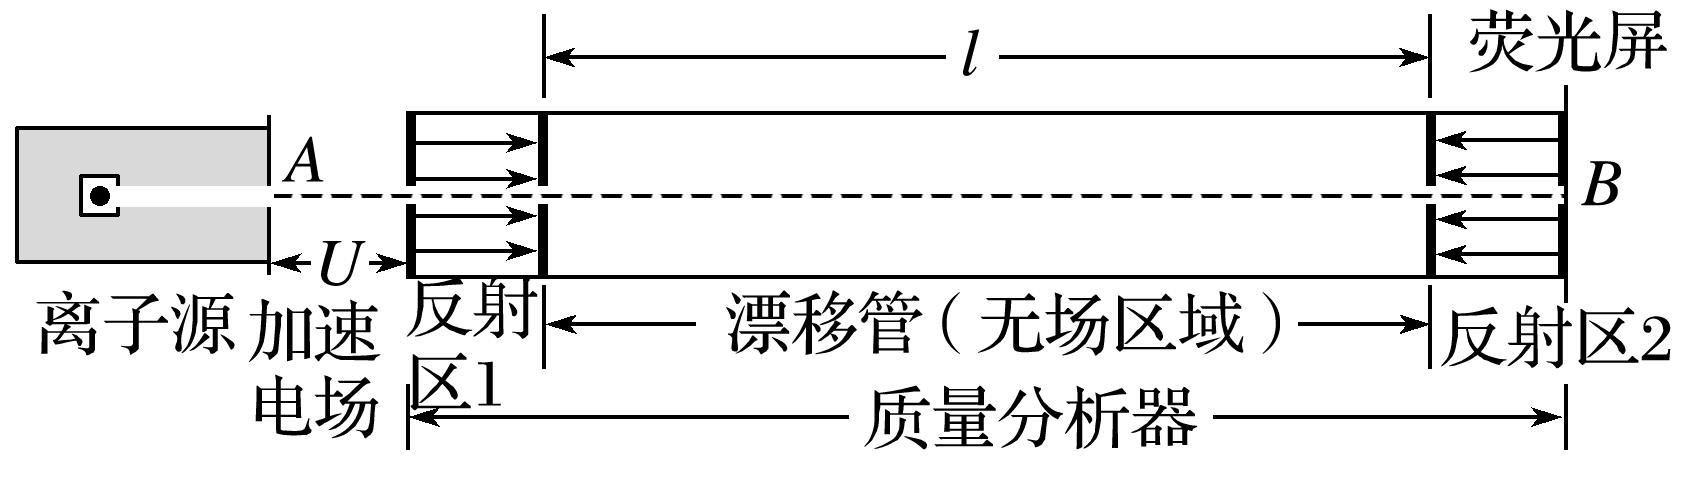 荧光屏
l
A
B
U
离子源
加速
电场
反射
区1
漂移管(无场区域)
反射区2
质量分析器